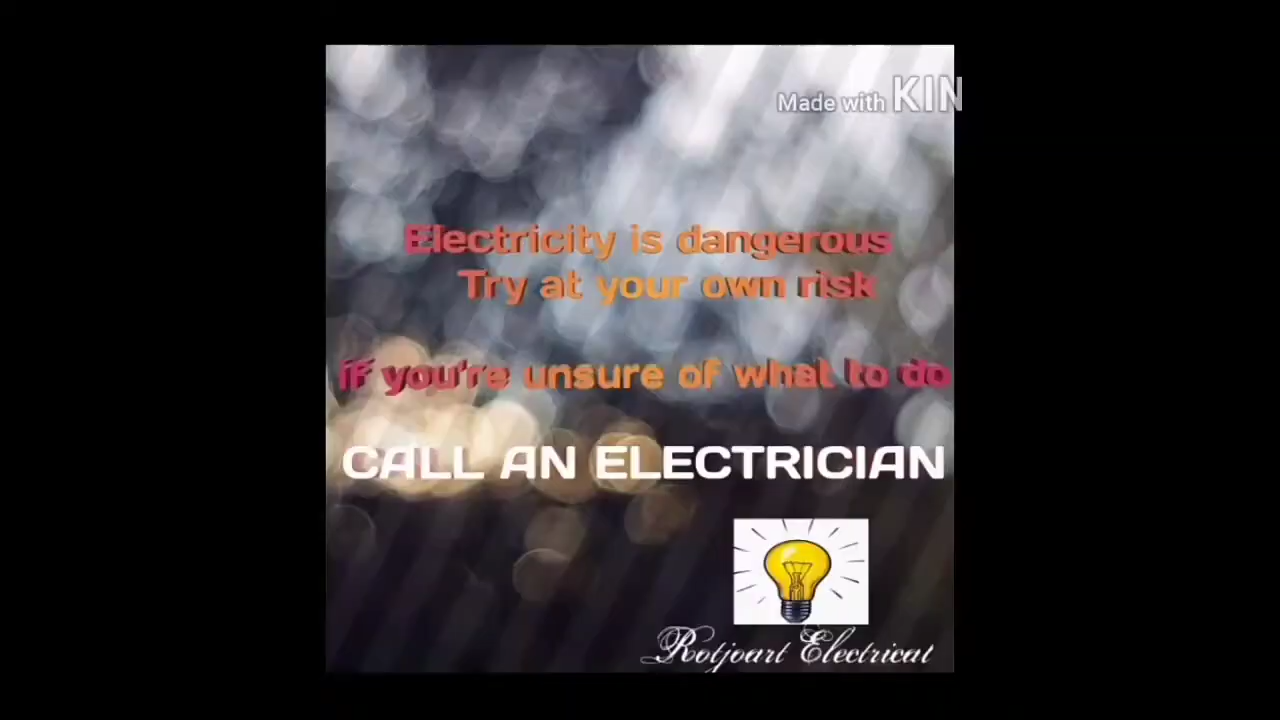 Made with KIN
Electricity is dangerous
Try at your own risk
if you're unsure of what to do
CALL AN ELECTRICIAN
Rotjoart Electrical